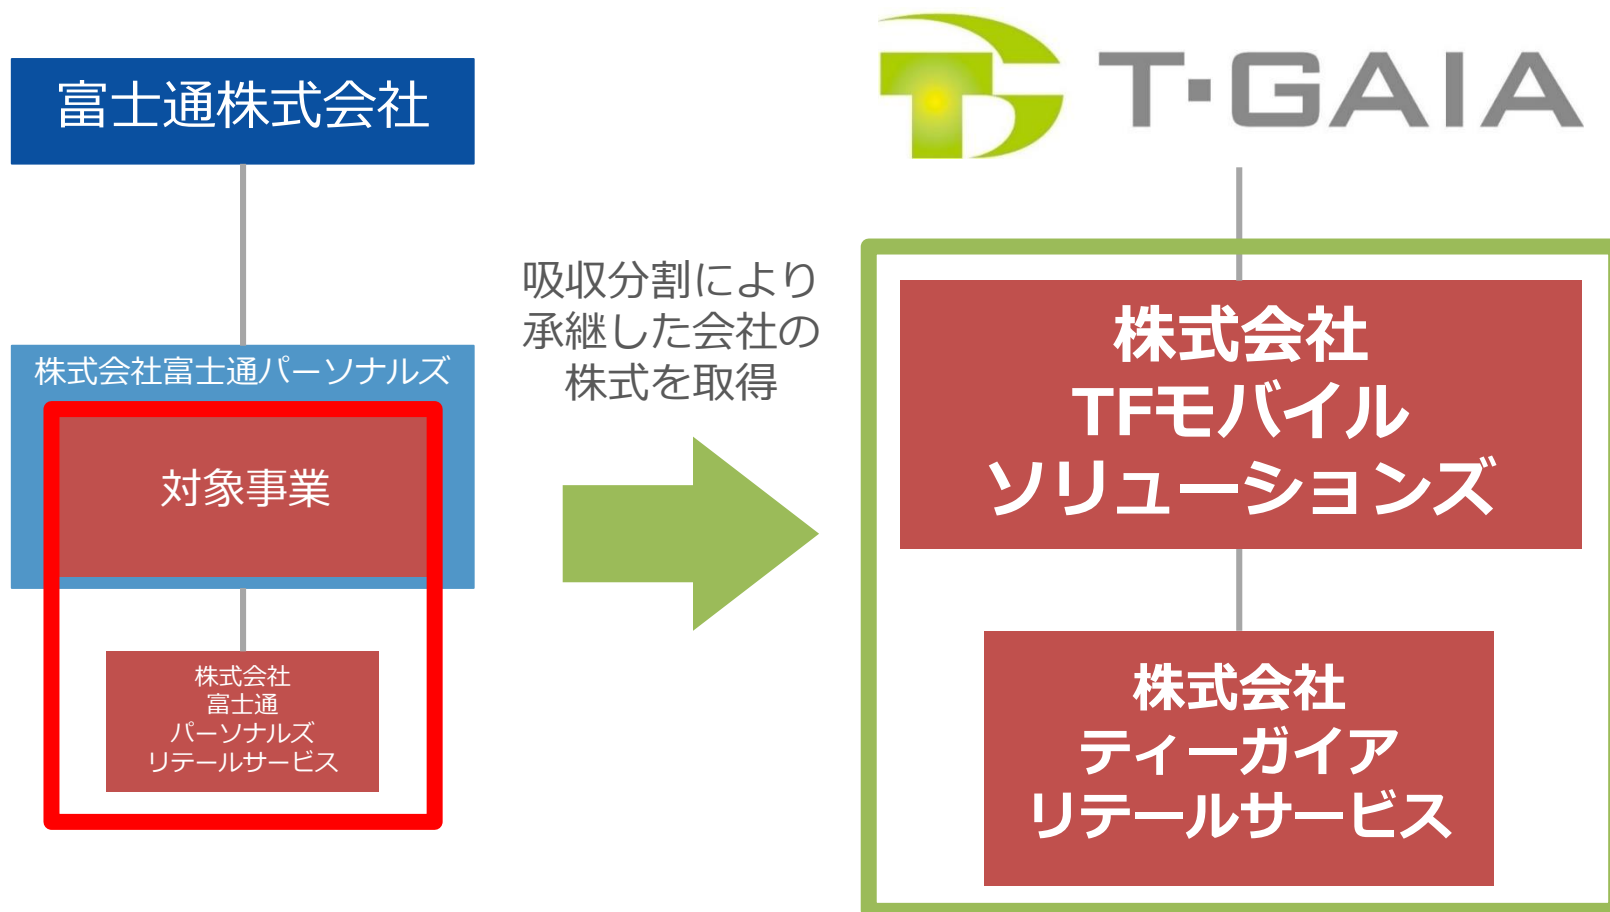 富士通株式会社
株式会社富士通パーソナルズ
対象事業
株式会社
富士通
パーソナルズ
リテールサービス
吸収分割により
承継した会社の
株式を取得
T·GAIA
株式会社
TFモバイル
ソリューションズ
株式会社
ティーガイア
リテールサービス